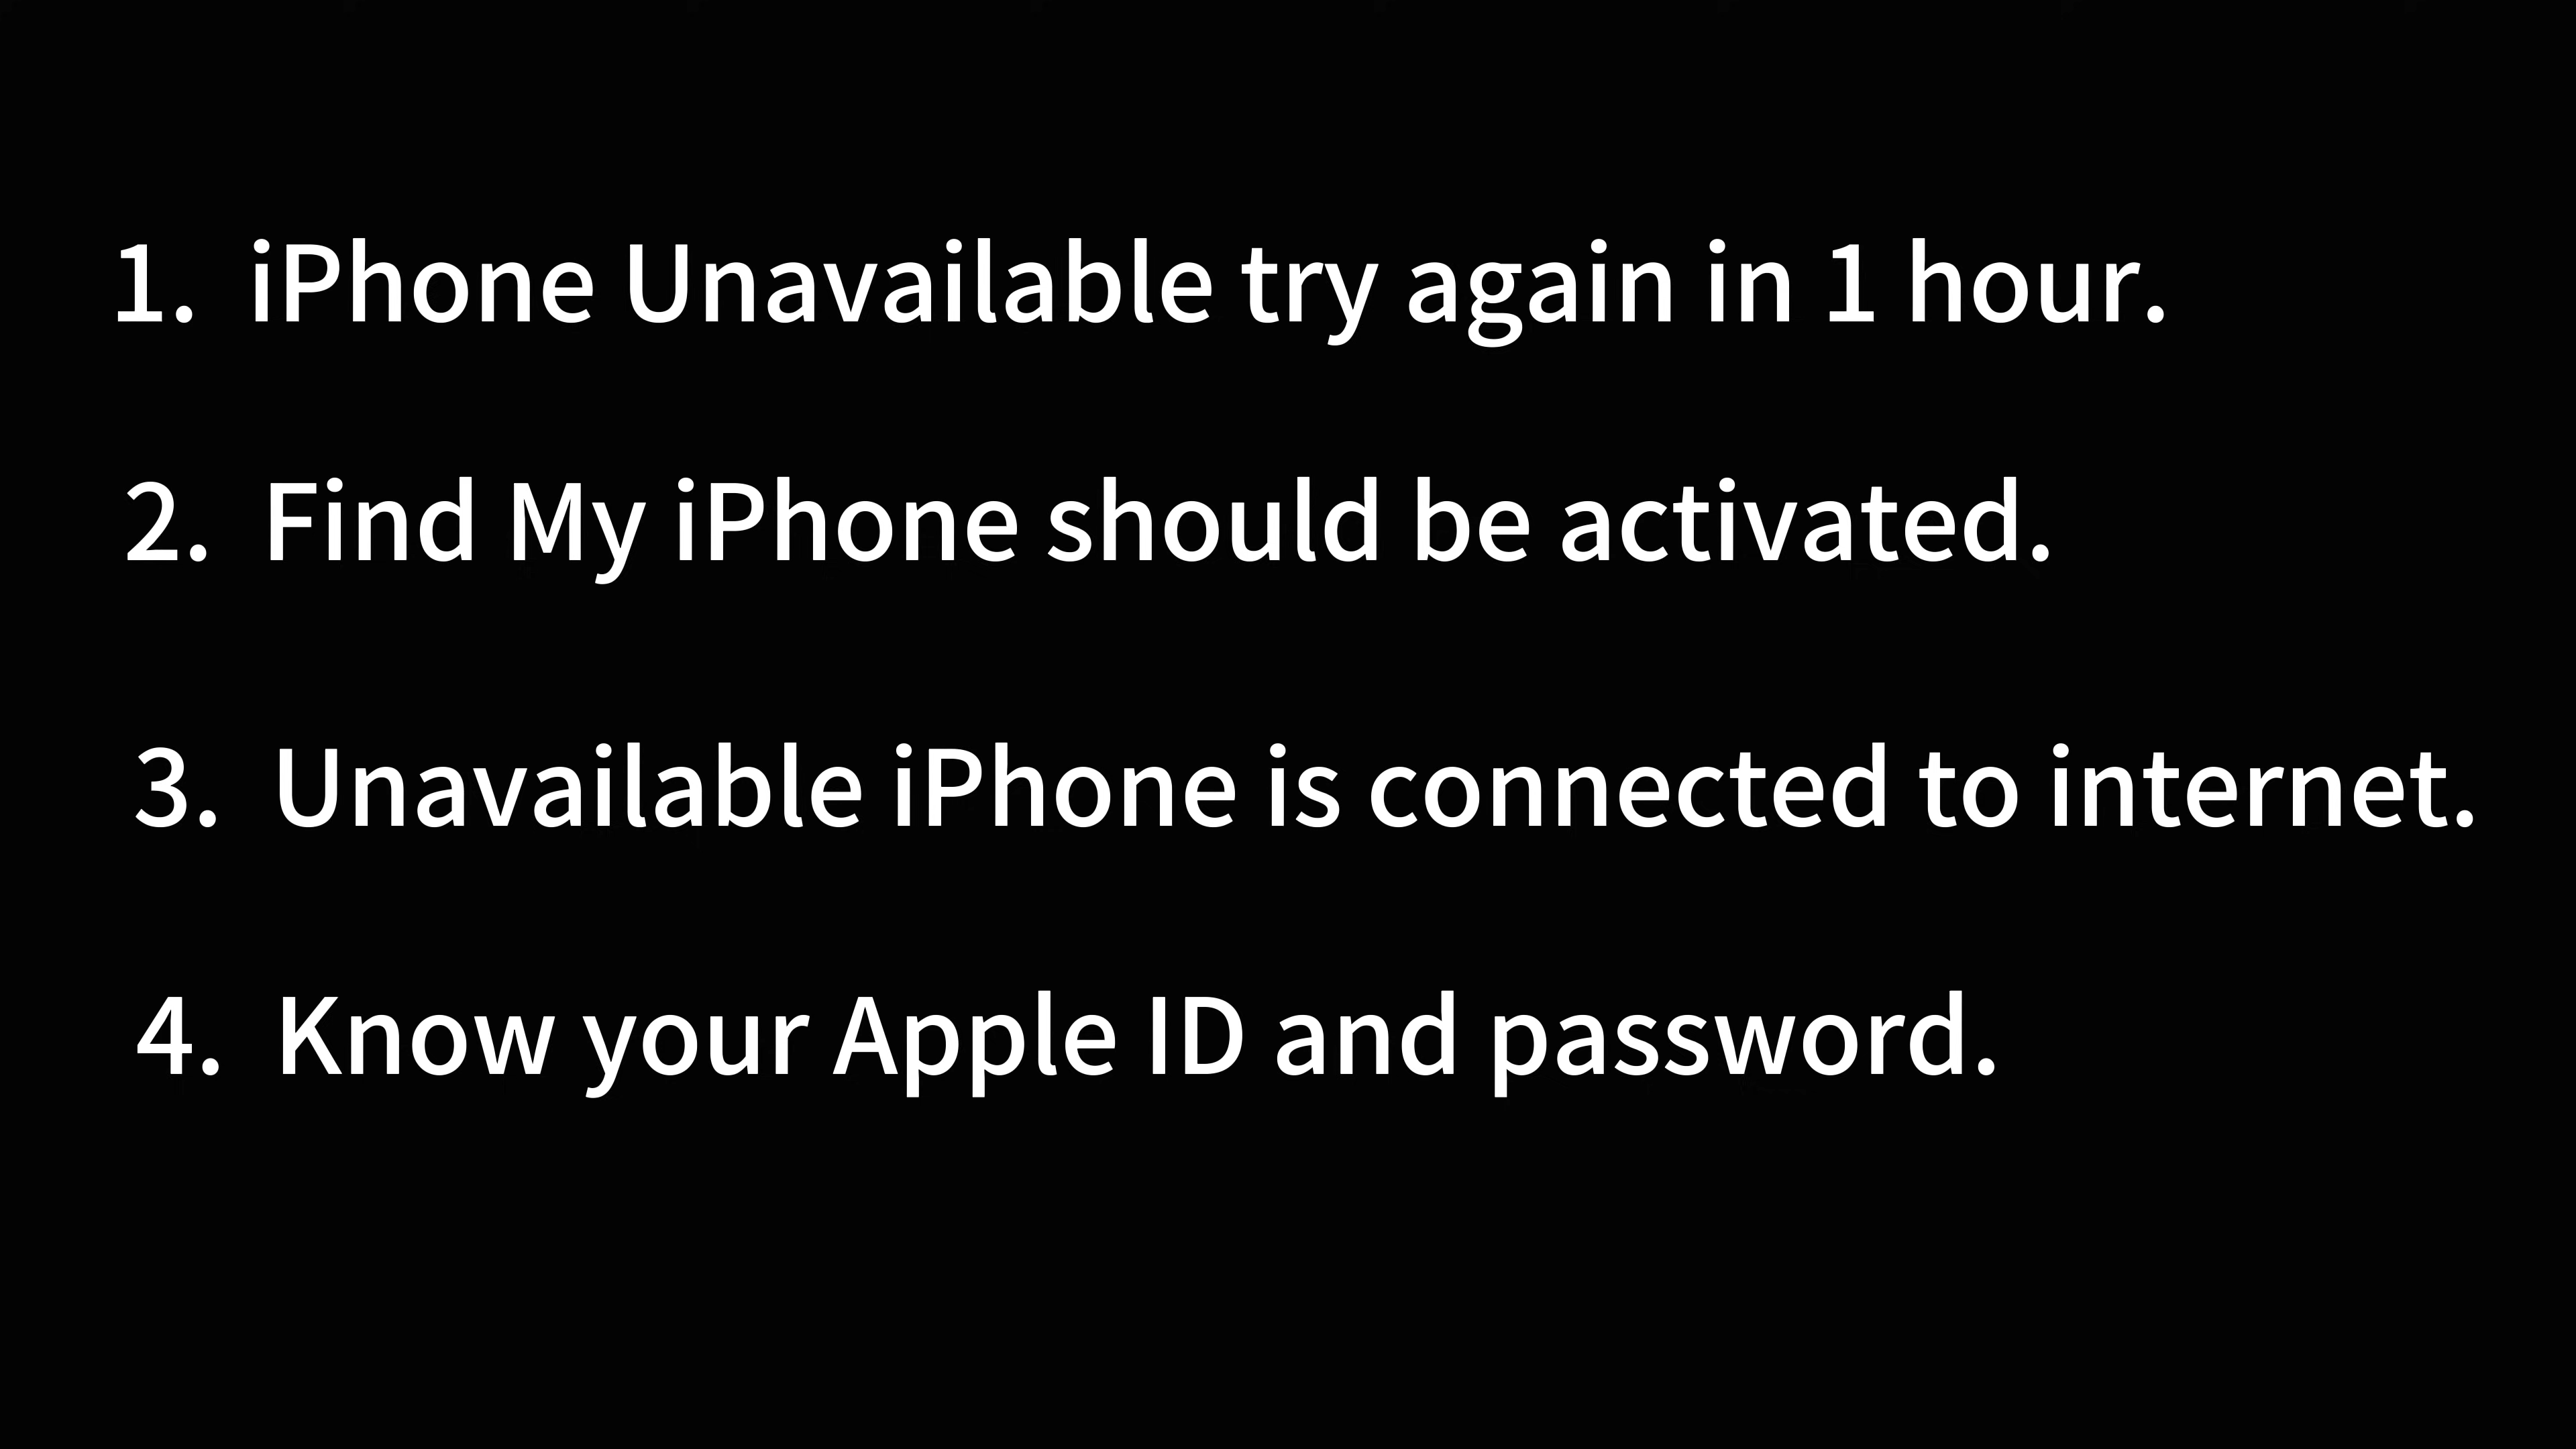 1. iPhone Unavailable try again in 1 hour.
2. Find My iPhone should be activated.
3. Unavailable iPhone is connected to internet.
4. Know your Apple ID and password.